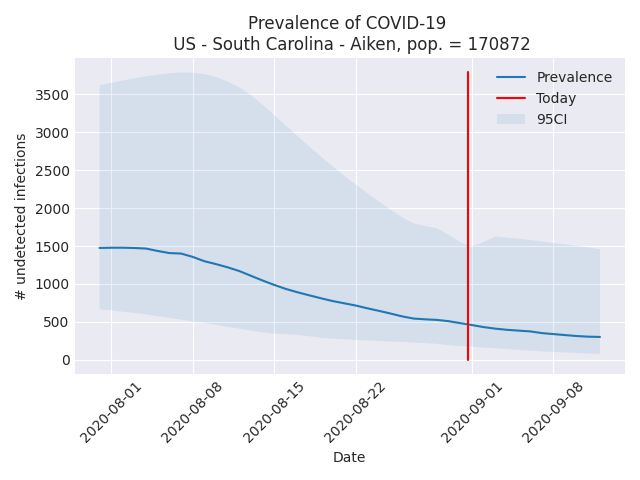 Prevalence of COVID-19
US - South Carolina - Aiken, pop. = 170872
Prevalence
Today
95CI
# undetected infections
3500
3000
2500
2000
1500
1000
500
0
2020-08-01
2020-08-08
2020-08-15
2020-08-22
2020-09-01
2020-09-08
Date